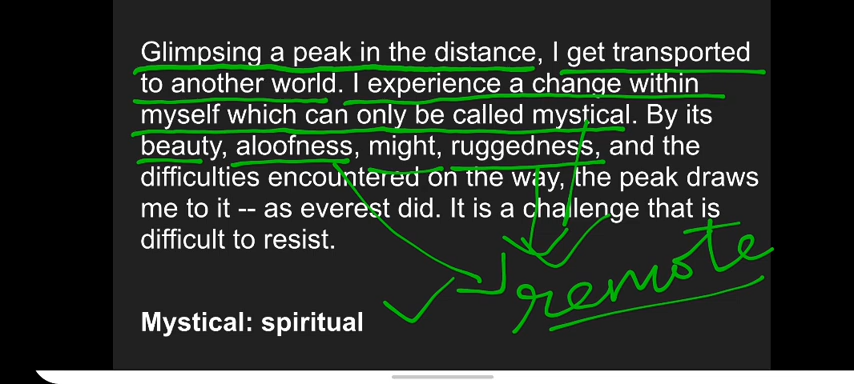 Glimpsing a peak in the distance, I get transported
to another world. I experience a change within
myself which can only be called mystical. By its
beauty, aloofness, might, ruggedness, and the
difficulties encountered on the way, the peak draws
me to it -- as everest did. It is a challenge that is
difficult to resist.
remote
Mystical: spiritual